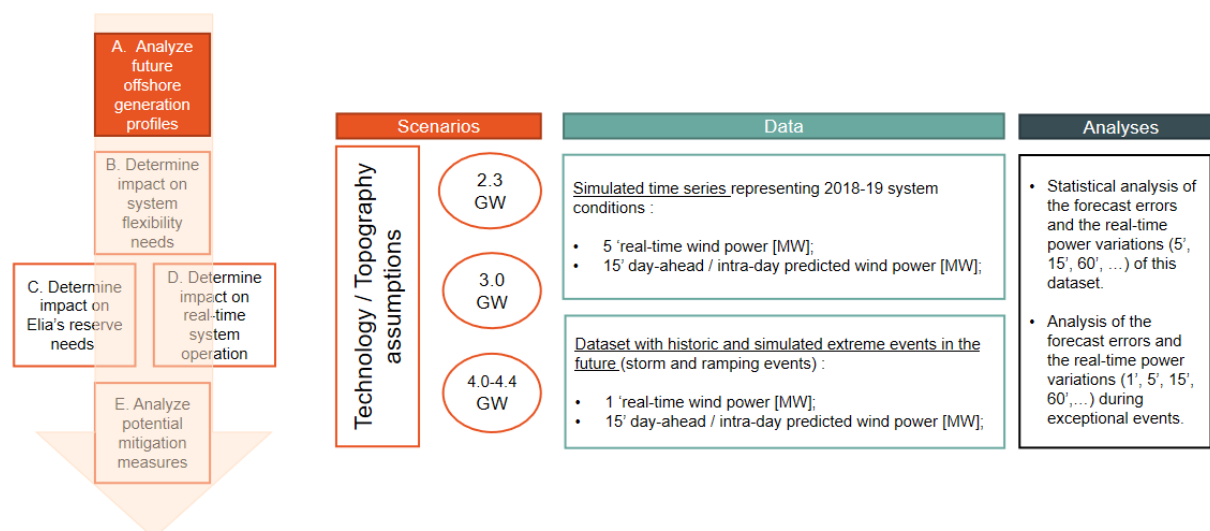 A. Analyze
future
offshore
generation
profiles
B. Determine
impact on
system
flexibility
needs
C. Determine
impact on
Elia's reserve
needs
D. Determine
impact on
real-time
system
operation
E. Analyze
potential
mitigation
measures
Scenarios
Technology / Topography
assumptions
2.3
GW
3.0
GW
4.0-4.4
GW
Data
Simulated time series representing 2018-19 system
conditions :
• 5 ‘real-time wind power [MW];
• 15’ day-ahead / intra-day predicted wind power [MW];
Dataset with historic and simulated extreme events in the
future (storm and ramping events) :
• 1 ‘real-time wind power [MW];
• 15’ day-ahead / intra-day predicted wind power [MW];
Analyses
• Statistical analysis of
the forecast errors
and the real-time
power variations (5’,
15’, 60’, …) of this
dataset.
• Analysis of the
forecast errors and
the real-time power
variations (1’, 5’, 15’,
60’,…) during
exceptional events.